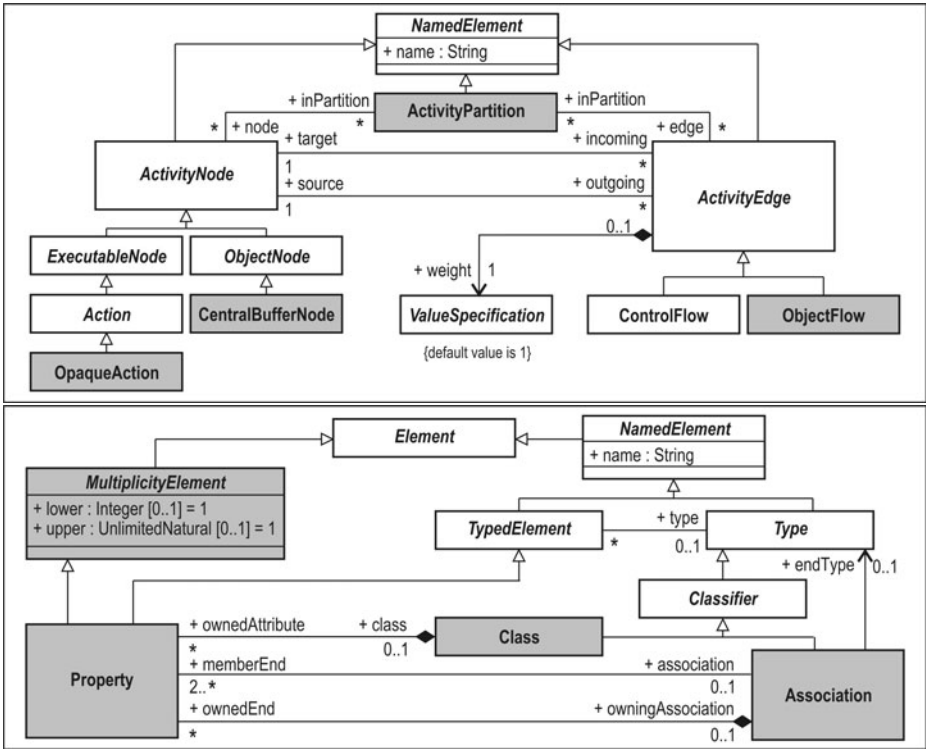 NamedElement
+ name : String
+ inPartition
ActivityPartition
+ inPartition
*
+ node
*
*
+ edge
*
+ target
+ incoming
1
*
ActivityNode
+ source
+ outgoing
ActivityEdge
1
*
0..1
ExecutableNode
ObjectNode
+ weight
1
Action
CentralBufferNode
ValueSpecification
ControlFlow
ObjectFlow
{default value is 1}
OpaqueAction
Element
NamedElement
+ name : String
MultiplicityElement
+ lower : Integer [0..1] = 1
+ upper : UnlimitedNatural [0..1] = 1
TypedElement
+ type
Type
*
0..1
+ endType
0..1
Classifier
+ ownedAttribute
+ class
Class
*
0..1
+ memberEnd
+ association
Property
2..*
0..1
Association
+ ownedEnd
+ owningAssociation
*
0..1